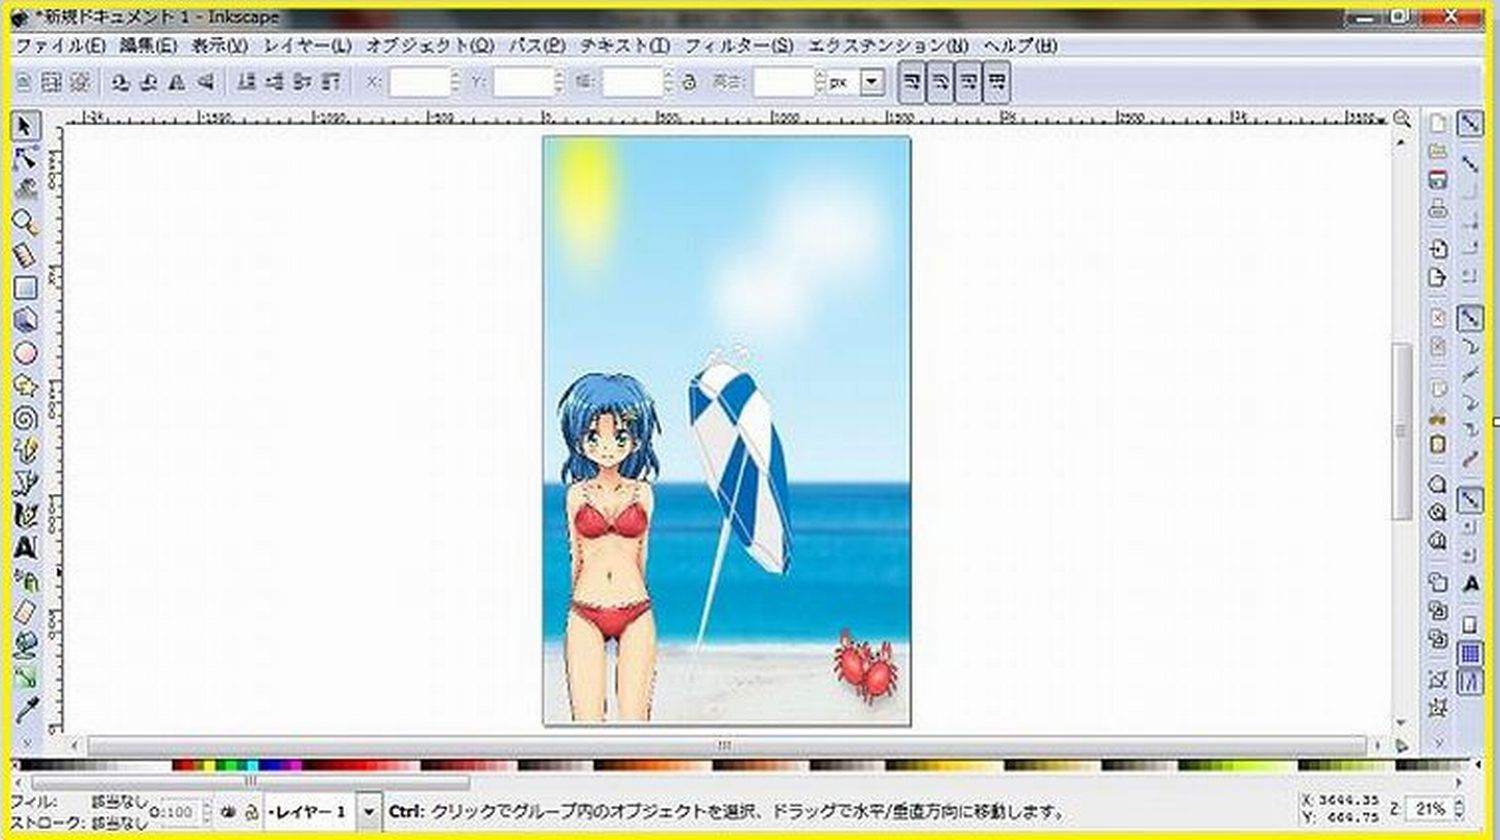 *新規ドキュメント 1 - Inkscape
ファイル(F) 編集(E) 表示(V) レイヤー(L) オブジェクト(O) パス(P) テキスト(T) フィルター(S) エクステンション(N) ヘルプ(H)
X: Y: 幅: 高さ: px
フィル: 該当なし O: 100 レイヤー 1 Ctrl: クリックでグループ内のオブジェクトを選択、ドラッグで水平/垂直方向に移動します。 X: 3644.35 Z: 21%
ストローク: 該当なし Y: 664.75